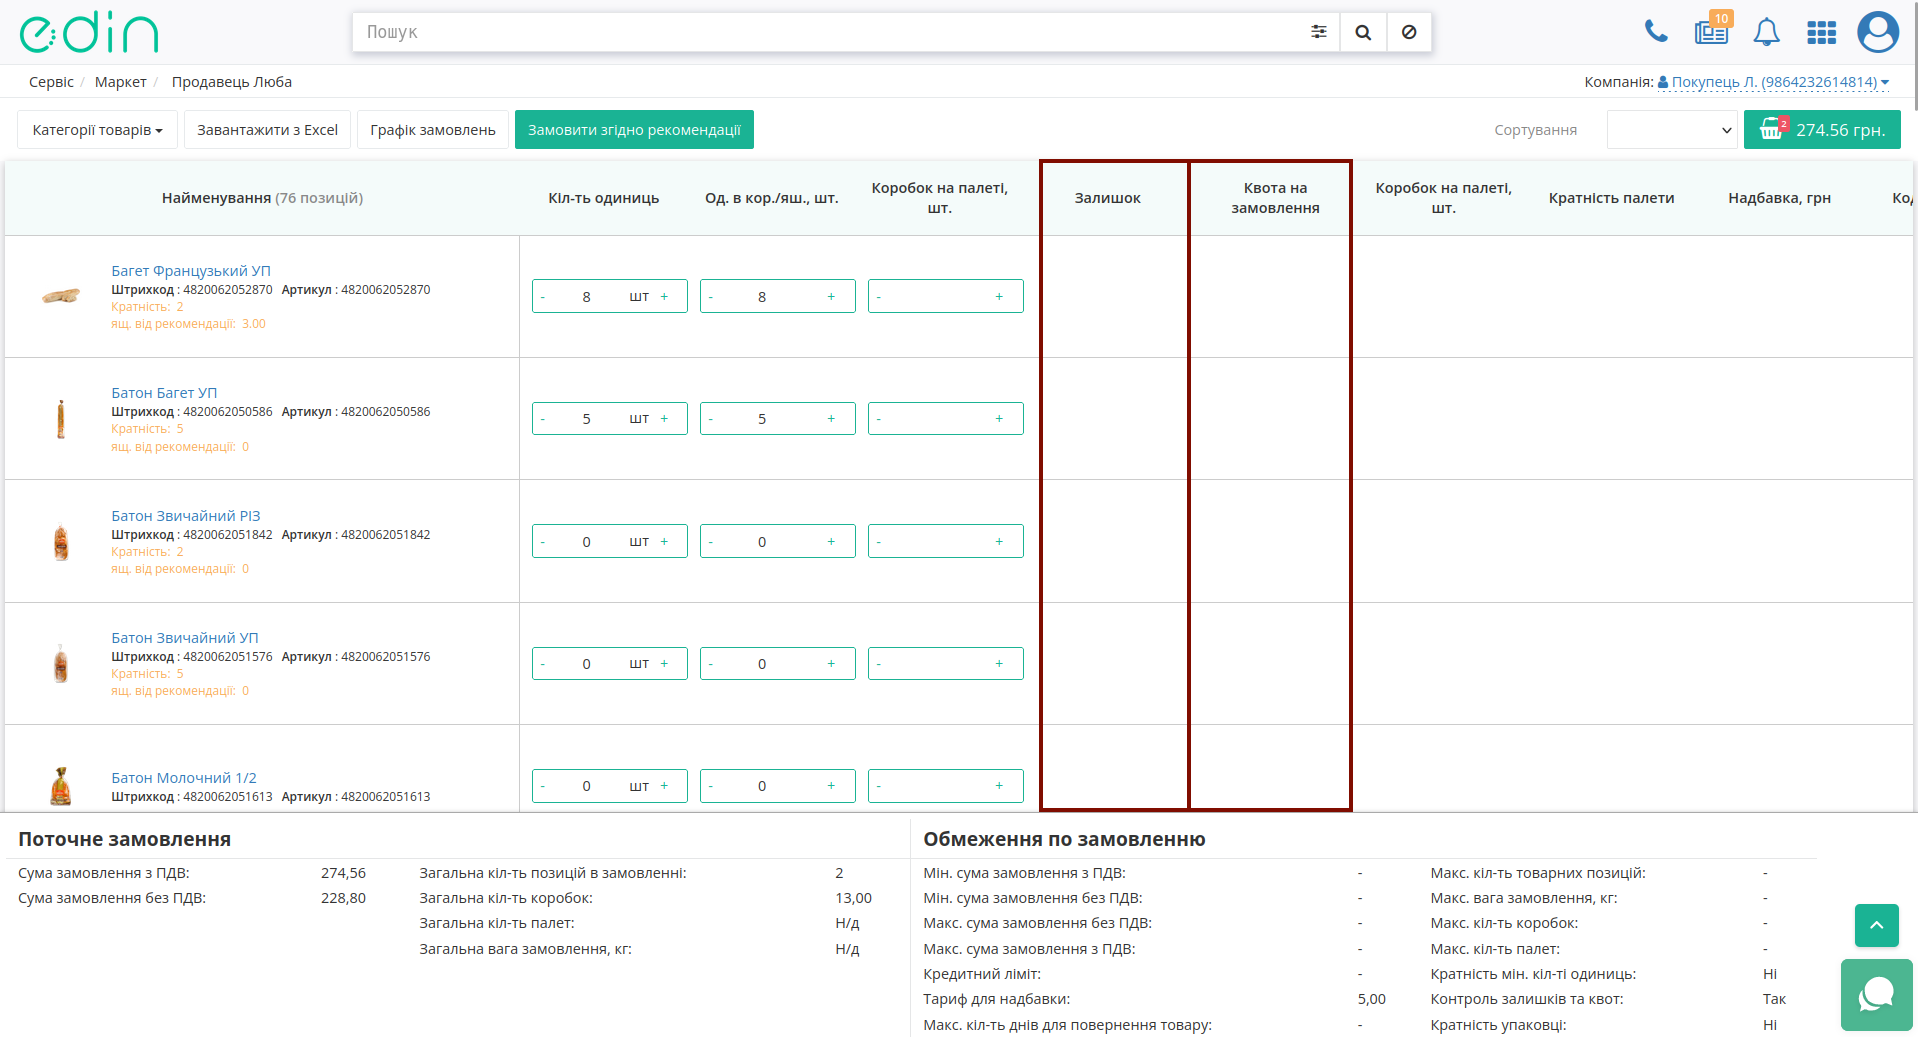 edin
Пошук
10
Сервіс / Маркет / Продавець Люба
Компанія: Покупець Л. (9864232614814)
Категорії товарів
Завантажити з Excel
Графік замовлень
Замовити згідно рекомендації
Сортування
2
274.56 грн.
Найменування (76 позицій)
Кіл-ть одиниць
Од. в кор./яш., шт.
Коробок на палеті,
шт.
Залишок
Квота на
замовлення
Коробок на палеті,
шт.
Кратність палети
Надбавка, грн
Код
Багет Французький УП
Штрихкод : 4820062052870 Артикул : 4820062052870
Кратність: 2
ящ. від рекомендації: 3.00
- 8 шт +
- 8 +
- +
Батон Багет УП
Штрихкод : 4820062050586 Артикул : 4820062050586
Кратність: 5
ящ. від рекомендації: 0
- 5 шт +
- 5 +
- +
Батон Звичайний РІЗ
Штрихкод : 4820062051842 Артикул : 4820062051842
Кратність: 2
ящ. від рекомендації: 0
- 0 шт +
- 0 +
- +
Батон Звичайний УП
Штрихкод : 4820062051576 Артикул : 4820062051576
Кратність: 5
ящ. від рекомендації: 0
- 0 шт +
- 0 +
- +
Батон Молочний 1/2
Штрихкод : 4820062051613 Артикул : 4820062051613
- 0 шт +
- 0 +
- +
Поточне замовлення
Сума замовлення з ПДВ: 274,56
Сума замовлення без ПДВ: 228,80
Загальна кіл-ть позицій в замовленні: 2
Загальна кіл-ть коробок: 13,00
Загальна кіл-ть палет: Н/д
Загальна вага замовлення, кг: Н/д
Обмеження по замовленню
Мін. сума замовлення з ПДВ: -
Мін. сума замовлення без ПДВ: -
Макс. сума замовлення без ПДВ: -
Макс. сума замовлення з ПДВ: -
Кредитний ліміт: -
Тариф для надбавки: 5,00
Макс. кіл-ть днів для повернення товару: -
Макс. кіл-ть товарних позицій: -
Макс. вага замовлення, кг: -
Макс. кіл-ть коробок: -
Макс. кіл-ть палет: -
Кратність мін. кіл-ті одиниць: Ні
Контроль залишків та квот: Так
Кратність упаковці: Ні